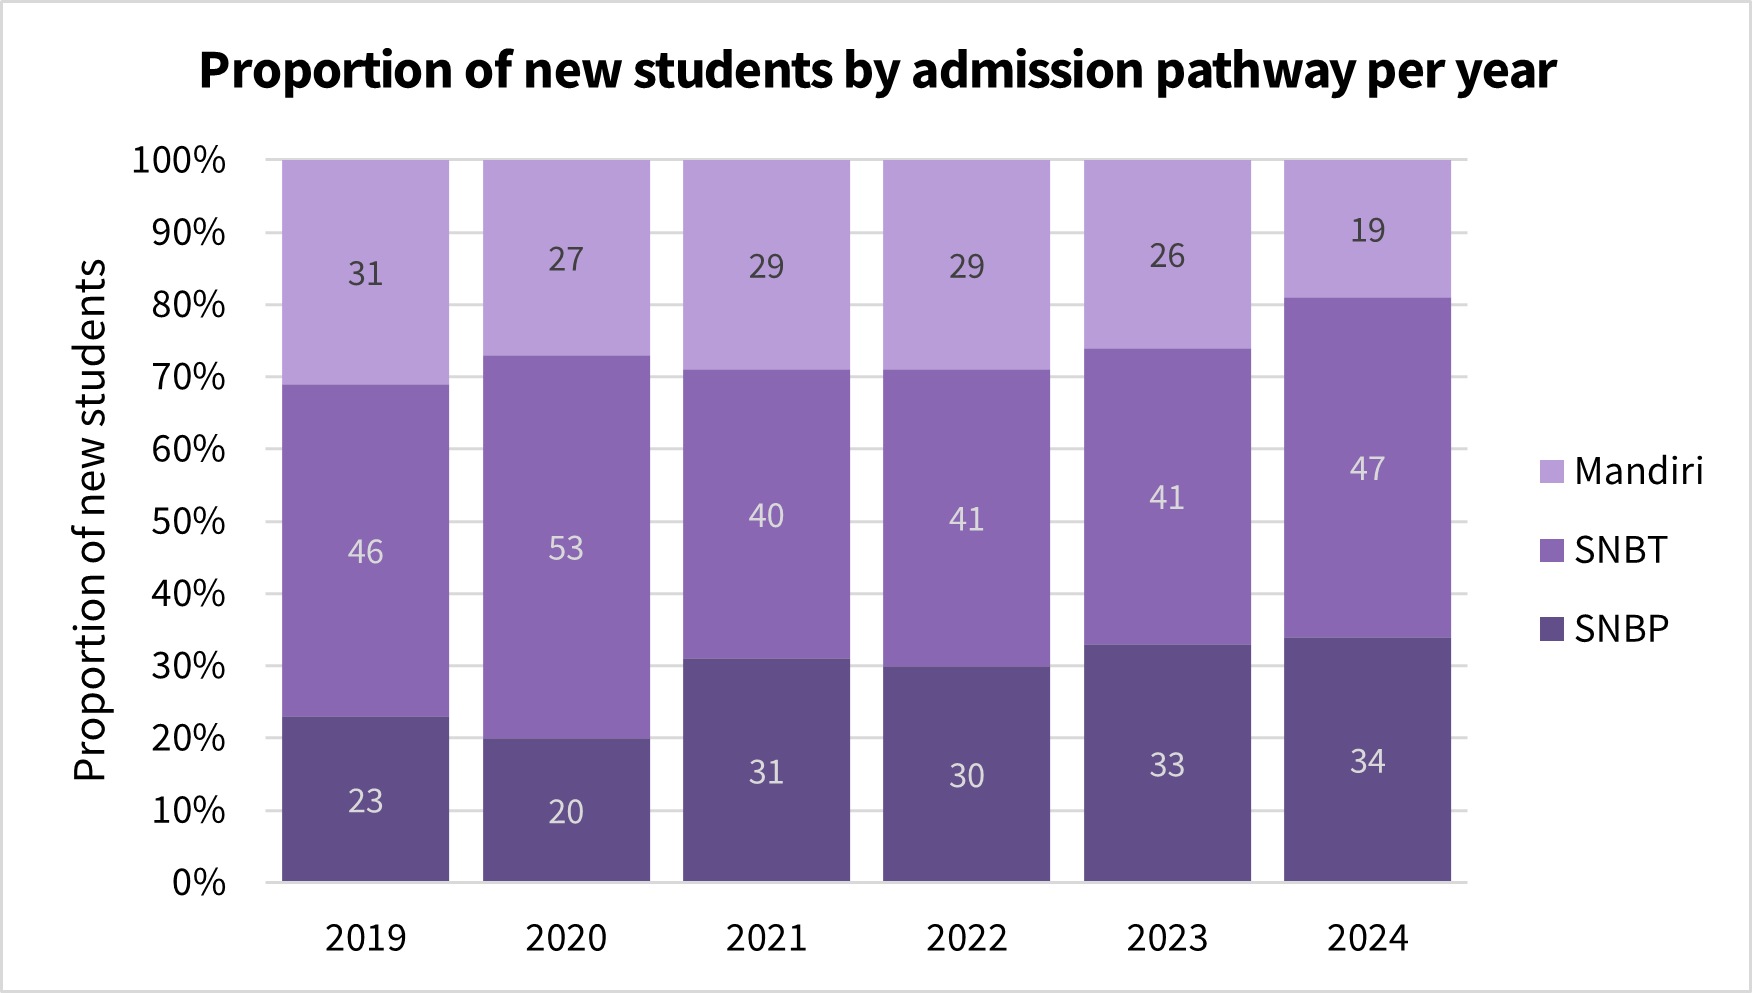 Proportion of new students by admission pathway per year
Proportion of new students
100%
90%
80%
70%
60%
50%
40%
30%
20%
10%
0%
31 27 29 29 26 19
46 53 40 41 41 47
23 20 31 30 33 34
2019 2020 2021 2022 2023 2024
Mandiri
SNBT
SNBP